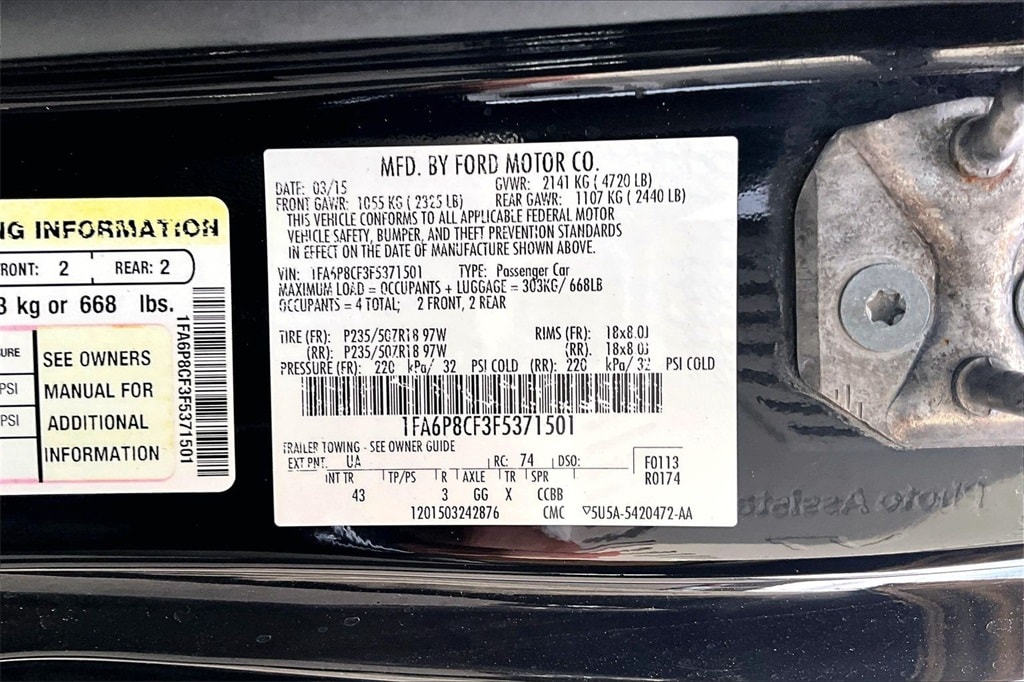 MFD. BY FORD MOTOR CO.
DATE: 03/15 GVWR: 2141 KG ( 4720 LB)
FRONT GAWR: 1055 KG ( 2325 LB) REAR GAWR: 1107 KG ( 2440 LB)
THIS VEHICLE CONFORMS TO ALL APPLICABLE FEDERAL MOTOR
VEHICLE SAFETY, BUMPER, AND THEFT PREVENTION STANDARDS
IN EFFECT ON THE DATE OF MANUFACTURE SHOWN ABOVE.
VIN: 1FA6P8CF3F5371501 TYPE: Passenger Car
MAXIMUM LOAD = OCCUPANTS + LUGGAGE = 303KG/ 668LB
OCCUPANTS = 4 TOTAL; 2 FRONT, 2 REAR
TIRE (FR): P235/50ZR18 97W RIMS (FR): 18x8.0J
(RR): P235/50ZR18 97W (RR). 18x8.0J
PRESSURE (FR): 220 kPa/ 32 PSI COLD (RR): 220 kPa/ 32 PSI COLD
1FA6P8CF3F5371501
TRAILER TOWING - SEE OWNER GUIDE
EXT PNT. UA RC: 74 DSO: F0113
R0174
INT TR TP/PS R AXLE TR SPR
43 3 GG X CCBB
1201503242876 CMC ▽5U5A-5420472-AA
INFORMATION
FRONT: 2 REAR: 2
3 kg or 668 lbs.
PSI
PSI
SEE OWNERS
MANUAL FOR
ADDITIONAL
INFORMATION
1FA6P8CF3F5371501